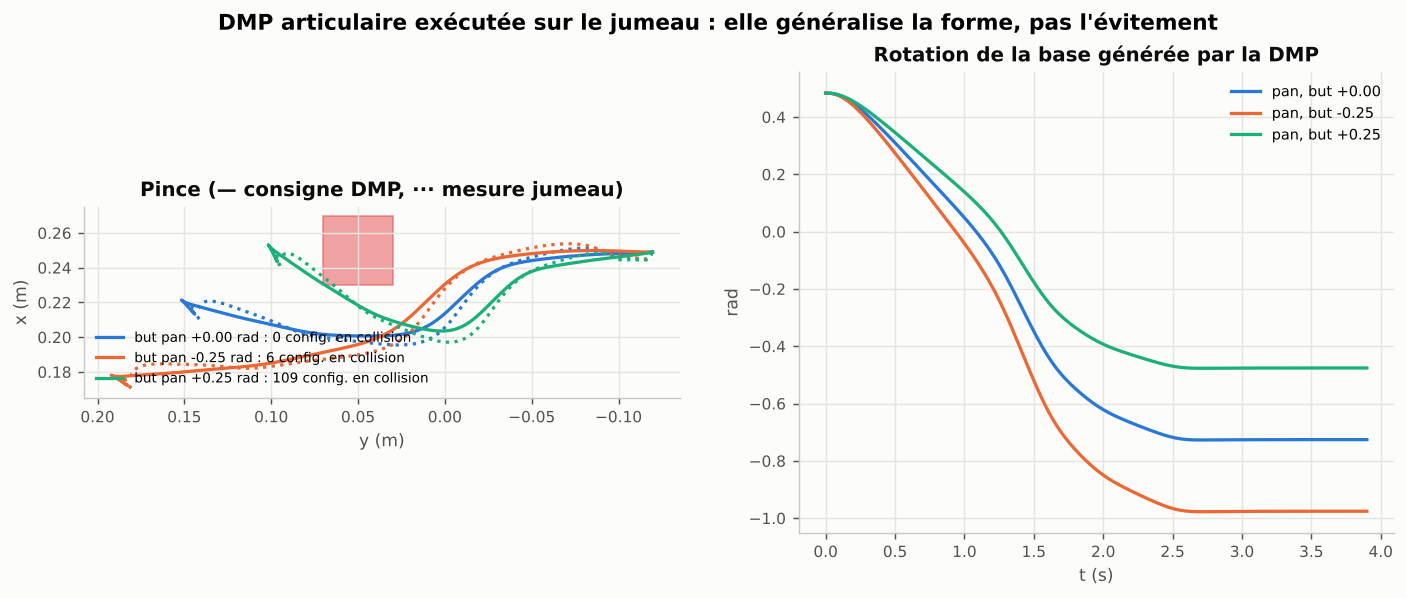 DMP articulaire exécutée sur le jumeau : elle généralise la forme, pas l'évitement
Pince (— consigne DMP, ··· mesure jumeau)
0.26
0.24
0.22
0.20
0.18
x (m)
but pan +0.00 rad : 0 config. en collision
but pan -0.25 rad : 6 config. en collision
but pan +0.25 rad : 109 config. en collision
0.20
0.15
0.10
0.05
0.00
−0.05
−0.10
y (m)
Rotation de la base générée par la DMP
pan, but +0.00
pan, but -0.25
pan, but +0.25
0.4
0.2
0.0
−0.2
−0.4
−0.6
−0.8
−1.0
rad
0.0
0.5
1.0
1.5
2.0
2.5
3.0
3.5
4.0
t (s)